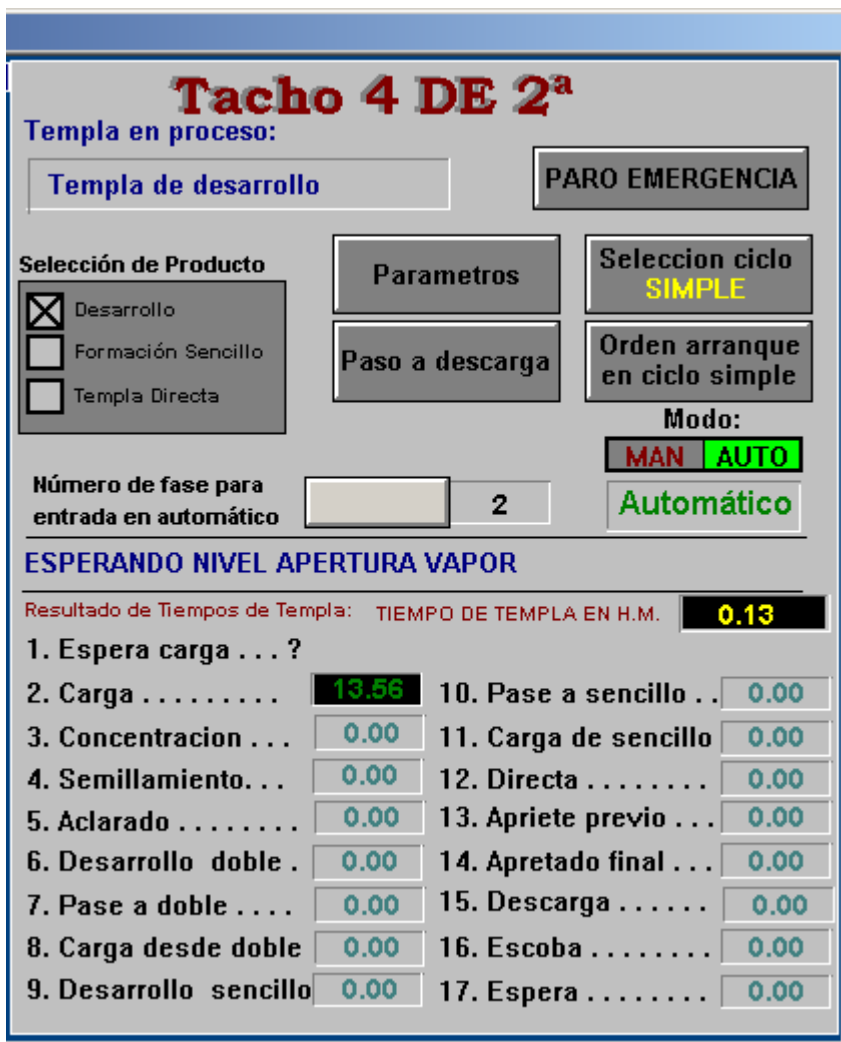 Tacho 4 DE 2ª
Templa en proceso:
Templa de desarrollo
PARO EMERGENCIA
Selección de Producto
Desarrollo
Formación Sencillo
Templa Directa
Parametros
Seleccion ciclo
SIMPLE
Paso a descarga
Orden arranque
en ciclo simple
Modo:
MAN AUTO
Automático
Número de fase para
entrada en automático
2
ESPERANDO NIVEL APERTURA VAPOR
Resultado de Tiempos de Templa: TIEMPO DE TEMPLA EN H.M. 0.13
1. Espera carga . . . ?
2. Carga . . . . . . . . . 13.56
3. Concentracion . . . 0.00
4. Semillamiento. . . 0.00
5. Aclarado . . . . . . . . 0.00
6. Desarrollo doble . 0.00
7. Pase a doble . . . . 0.00
8. Carga desde doble 0.00
9. Desarrollo sencillo 0.00
10. Pase a sencillo . . 0.00
11. Carga de sencillo 0.00
12. Directa . . . . . . . . 0.00
13. Apriete previo . . . 0.00
14. Apretado final . . . 0.00
15. Descarga . . . . . . 0.00
16. Escoba . . . . . . . . 0.00
17. Espera . . . . . . . . 0.00